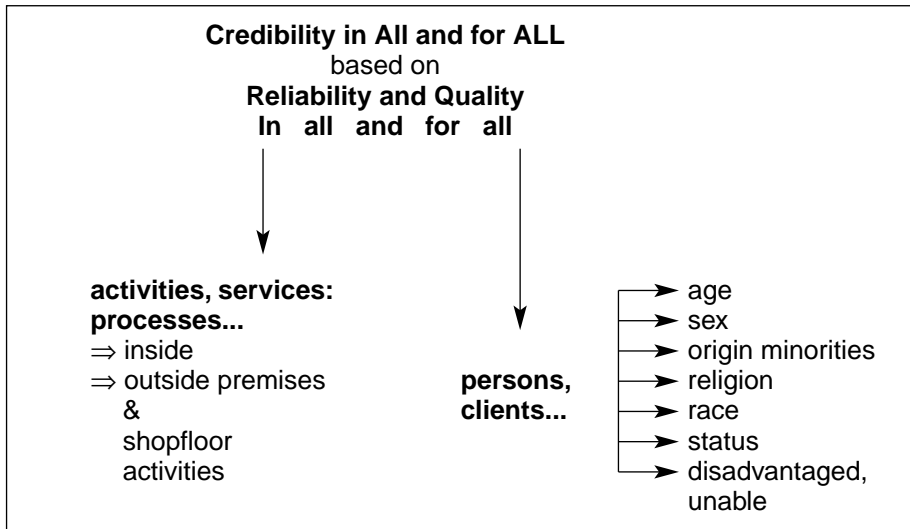 Credibility in All and for ALL
based on
Reliability and Quality
In all and for all
activities, services:
processes...
⇒ inside
⇒ outside premises
&
shopfloor
activities
persons,
clients...
age
sex
origin minorities
religion
race
status
disadvantaged,
unable